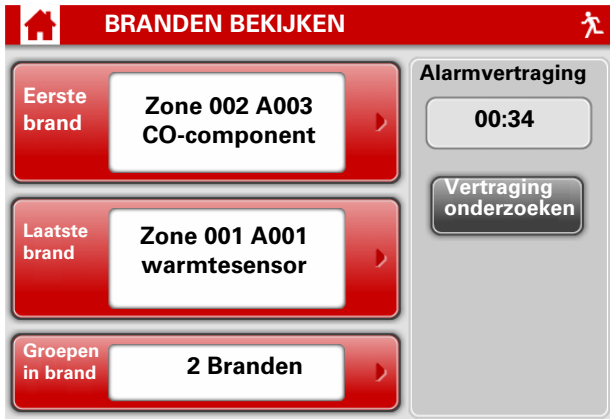 BRANDEN BEKIJKEN
Eerste
brand
Zone 002 A003
CO-component
Laatste
brand
Zone 001 A001
warmtesensor
Groepen
in brand
2 Branden
Alarmvertraging
00:34
Vertraging
onderzoeken